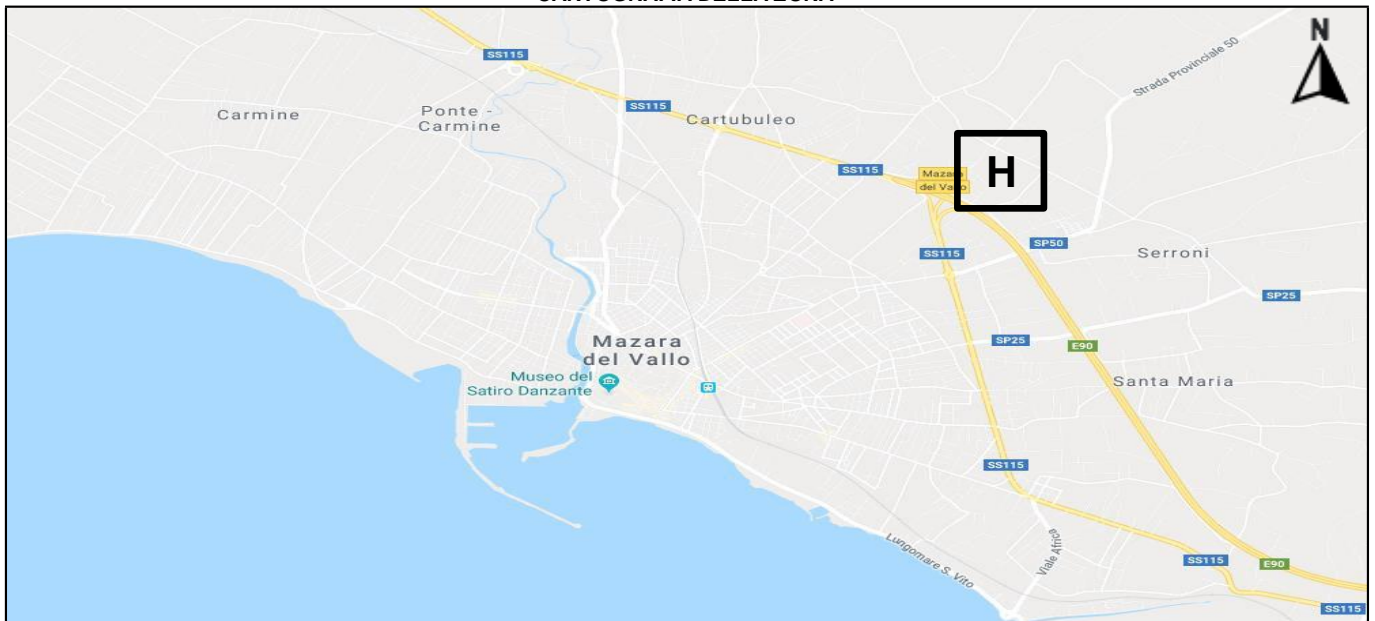 N
Strada Provinciale 50
SS115
SS115
Carmine
Ponte -
Carmine
Cartubuleo
SS115
Mazara
del Vallo
H
SP50
SS115
Serroni
SP25
Mazara
del Vallo
SP25
E90
Museo del
Satiro Danzante
Santa Maria
SS115
Lungomare S. Vito
Viale Africa
SS115
E90
SS115